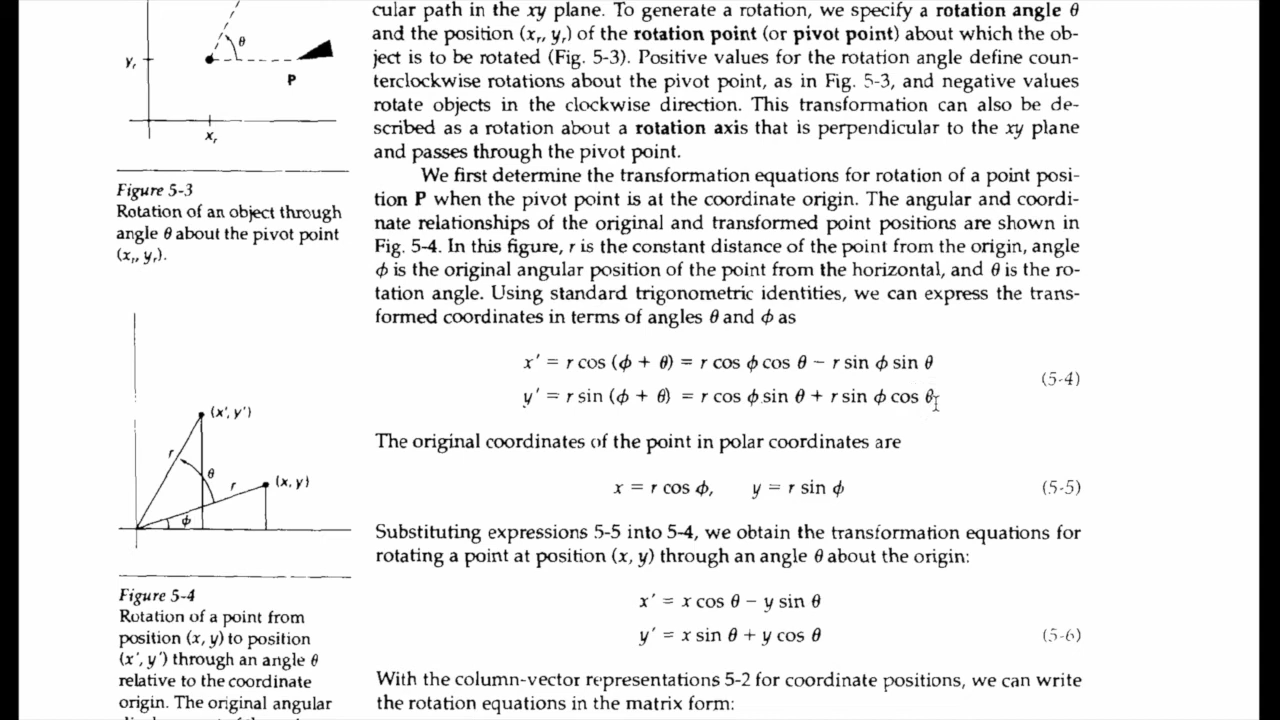 θ
yᵣ
P
xᵣ
Figure 5-3
Rotation of an object through
angle θ about the pivot point
(xᵣ, yᵣ).
(x', y')
r
θ
r
(x, y)
ϕ
Figure 5-4
Rotation of a point from
position (x, y) to position
(x', y') through an angle θ
relative to the coordinate
origin. The original angular
cular path in the xy plane. To generate a rotation, we specify a rotation angle θ
and the position (xᵣ, yᵣ) of the rotation point (or pivot point) about which the ob-
ject is to be rotated (Fig. 5-3). Positive values for the rotation angle define coun-
terclockwise rotations about the pivot point, as in Fig. 5-3, and negative values
rotate objects in the clockwise direction. This transformation can also be de-
scribed as a rotation about a rotation axis that is perpendicular to the xy plane
and passes through the pivot point.
We first determine the transformation equations for rotation of a point posi-
tion P when the pivot point is at the coordinate origin. The angular and coordi-
nate relationships of the original and transformed point positions are shown in
Fig. 5-4. In this figure, r is the constant distance of the point from the origin, angle
ϕ is the original angular position of the point from the horizontal, and θ is the ro-
tation angle. Using standard trigonometric identities, we can express the trans-
formed coordinates in terms of angles θ and ϕ as
x' = r cos (ϕ + θ) = r cos ϕ cos θ − r sin ϕ sin θ
y' = r sin (ϕ + θ) = r cos ϕ sin θ + r sin ϕ cos θ
(5-4)
The original coordinates of the point in polar coordinates are
x = r cos ϕ, y = r sin ϕ (5-5)
Substituting expressions 5-5 into 5-4, we obtain the transformation equations for
rotating a point at position (x, y) through an angle θ about the origin:
x' = x cos θ − y sin θ
y' = x sin θ + y cos θ (5-6)
With the column-vector representations 5-2 for coordinate positions, we can write
the rotation equations in the matrix form: